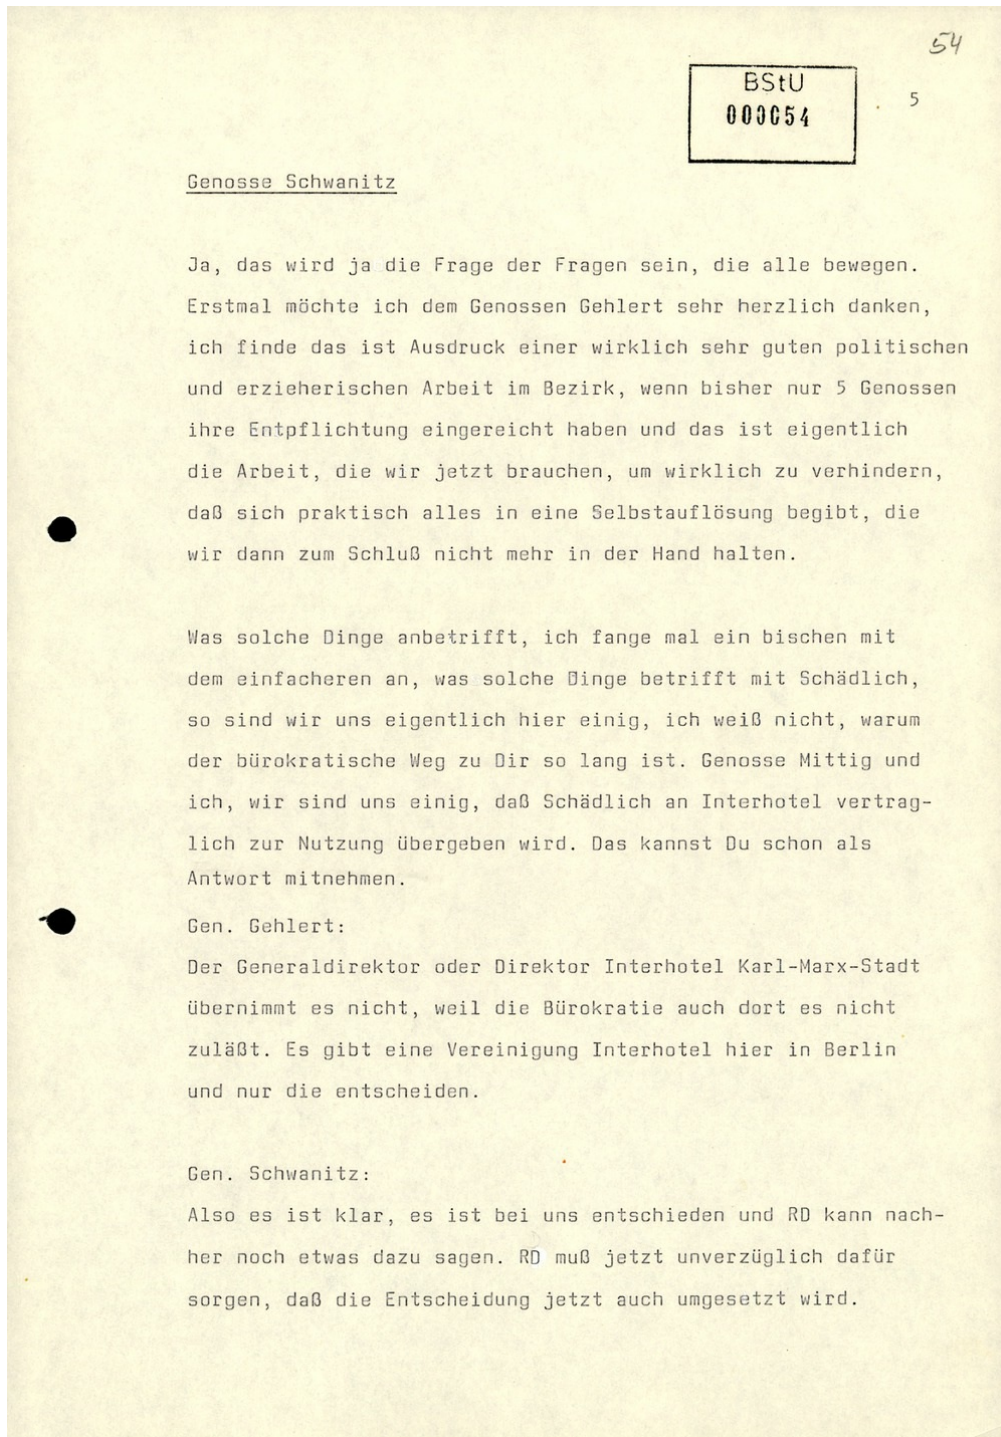 54
BStU
000054
5
Genosse Schwanitz
Ja, das wird ja die Frage der Fragen sein, die alle bewegen.
Erstmal möchte ich dem Genossen Gehlert sehr herzlich danken,
ich finde das ist Ausdruck einer wirklich sehr guten politischen
und erzieherischen Arbeit im Bezirk, wenn bisher nur 5 Genossen
ihre Entpflichtung eingereicht haben und das ist eigentlich
die Arbeit, die wir jetzt brauchen, um wirklich zu verhindern,
daß sich praktisch alles in eine Selbstauflösung begibt, die
wir dann zum Schluß nicht mehr in der Hand halten.
Was solche Dinge anbetrifft, ich fange mal ein bischen mit
dem einfacheren an, was solche Dinge betrifft mit Schädlich,
so sind wir uns eigentlich hier einig, ich weiß nicht, warum
der bürokratische Weg zu Dir so lang ist. Genosse Mittig und
ich, wir sind uns einig, daß Schädlich an Interhotel vertrag-
lich zur Nutzung übergeben wird. Das kannst Du schon als
Antwort mitnehmen.
Gen. Gehlert:
Der Generaldirektor oder Direktor Interhotel Karl-Marx-Stadt
übernimmt es nicht, weil die Bürokratie auch dort es nicht
zuläßt. Es gibt eine Vereinigung Interhotel hier in Berlin
und nur die entscheiden.
Gen. Schwanitz:
Also es ist klar, es ist bei uns entschieden und RD kann nach-
her noch etwas dazu sagen. RD muß jetzt unverzüglich dafür
sorgen, daß die Entscheidung jetzt auch umgesetzt wird.